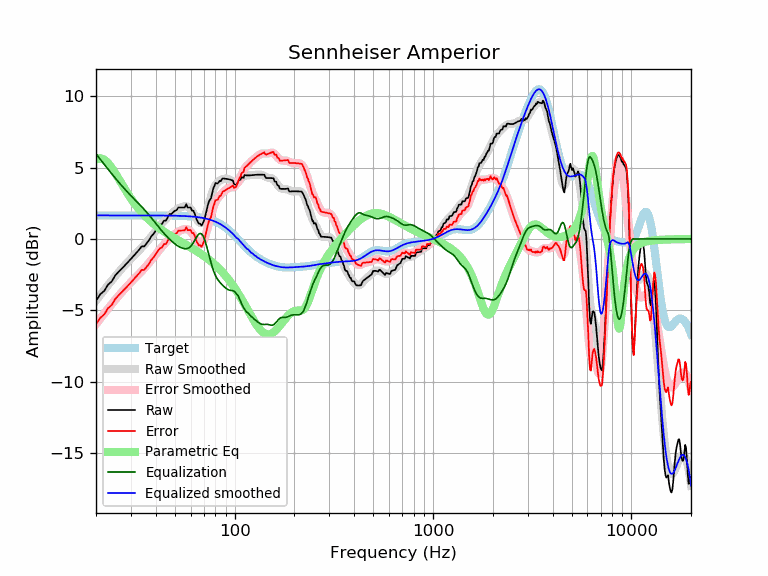 Sennheiser Amperior
Amplitude (dBr)
10
5
0
−5
−10
−15
Target
Raw Smoothed
Error Smoothed
Raw
Error
Parametric Eq
Equalization
Equalized smoothed
100
1000
10000
Frequency (Hz)